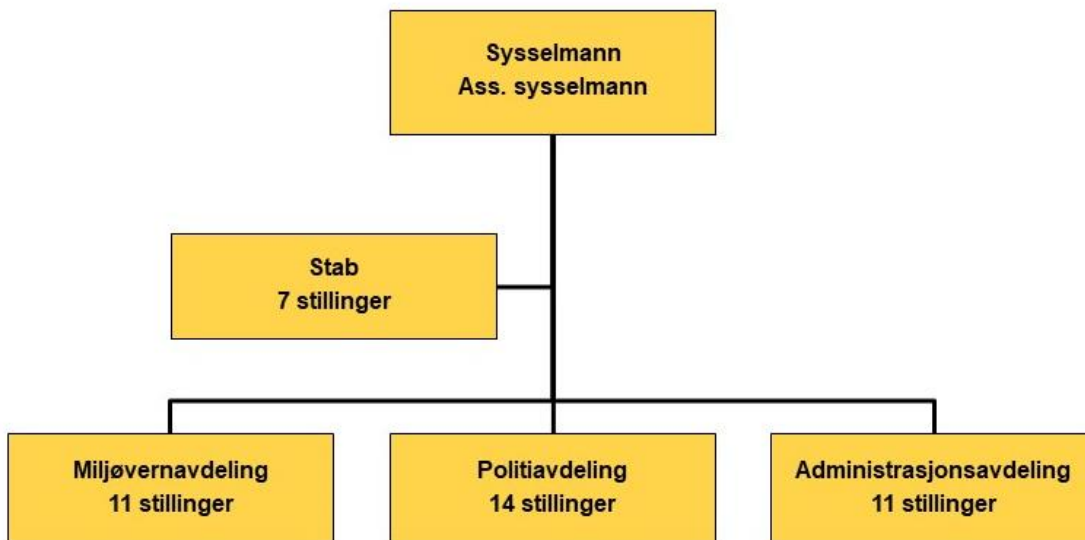 Sysselmann
Ass. sysselmann
Stab
7 stillinger
Miljøvernavdeling
11 stillinger
Politiavdeling
14 stillinger
Administrasjonsavdeling
11 stillinger